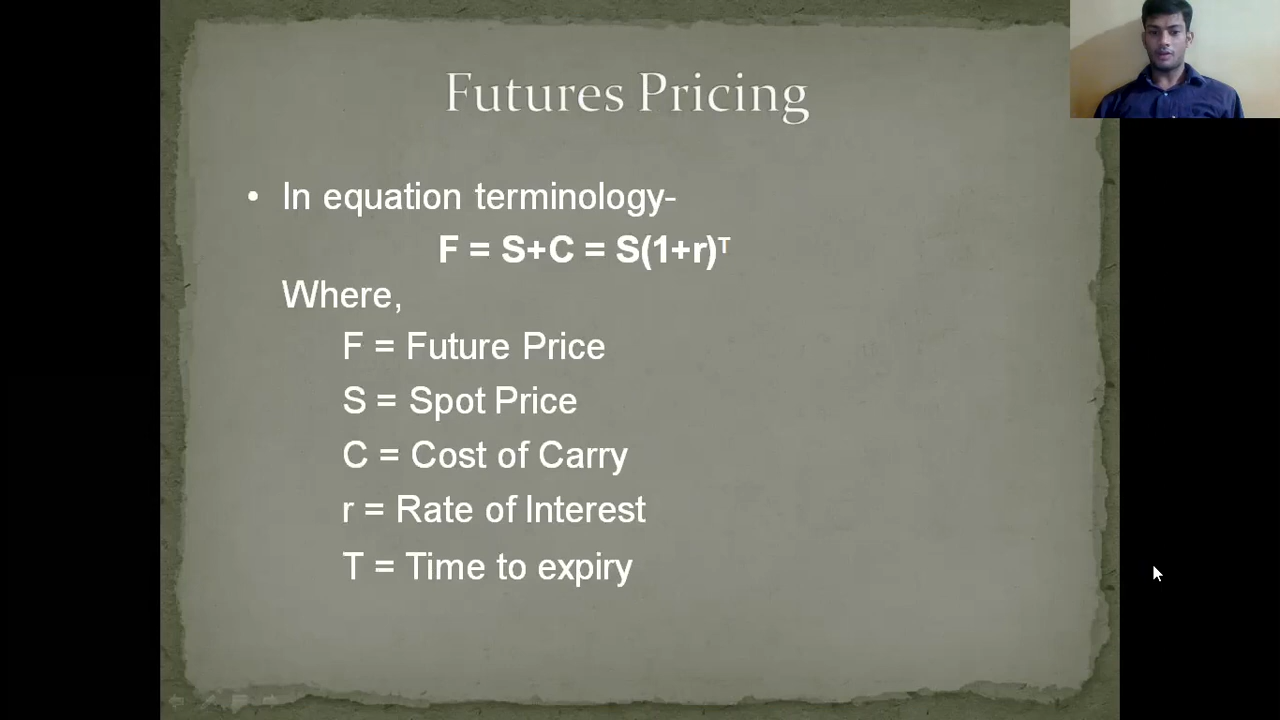 Futures Pricing
• In equation terminology-
F = S+C = S(1+r)ᵀ
Where,
F = Future Price
S = Spot Price
C = Cost of Carry
r = Rate of Interest
T = Time to expiry